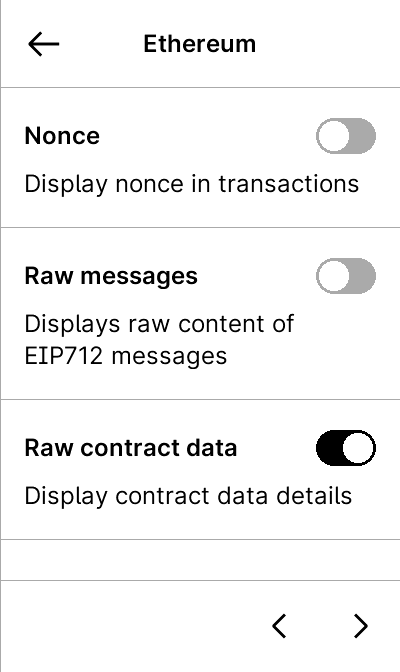 Ethereum
Nonce
Display nonce in transactions
Raw messages
Displays raw content of
EIP712 messages
Raw contract data
Display contract data details